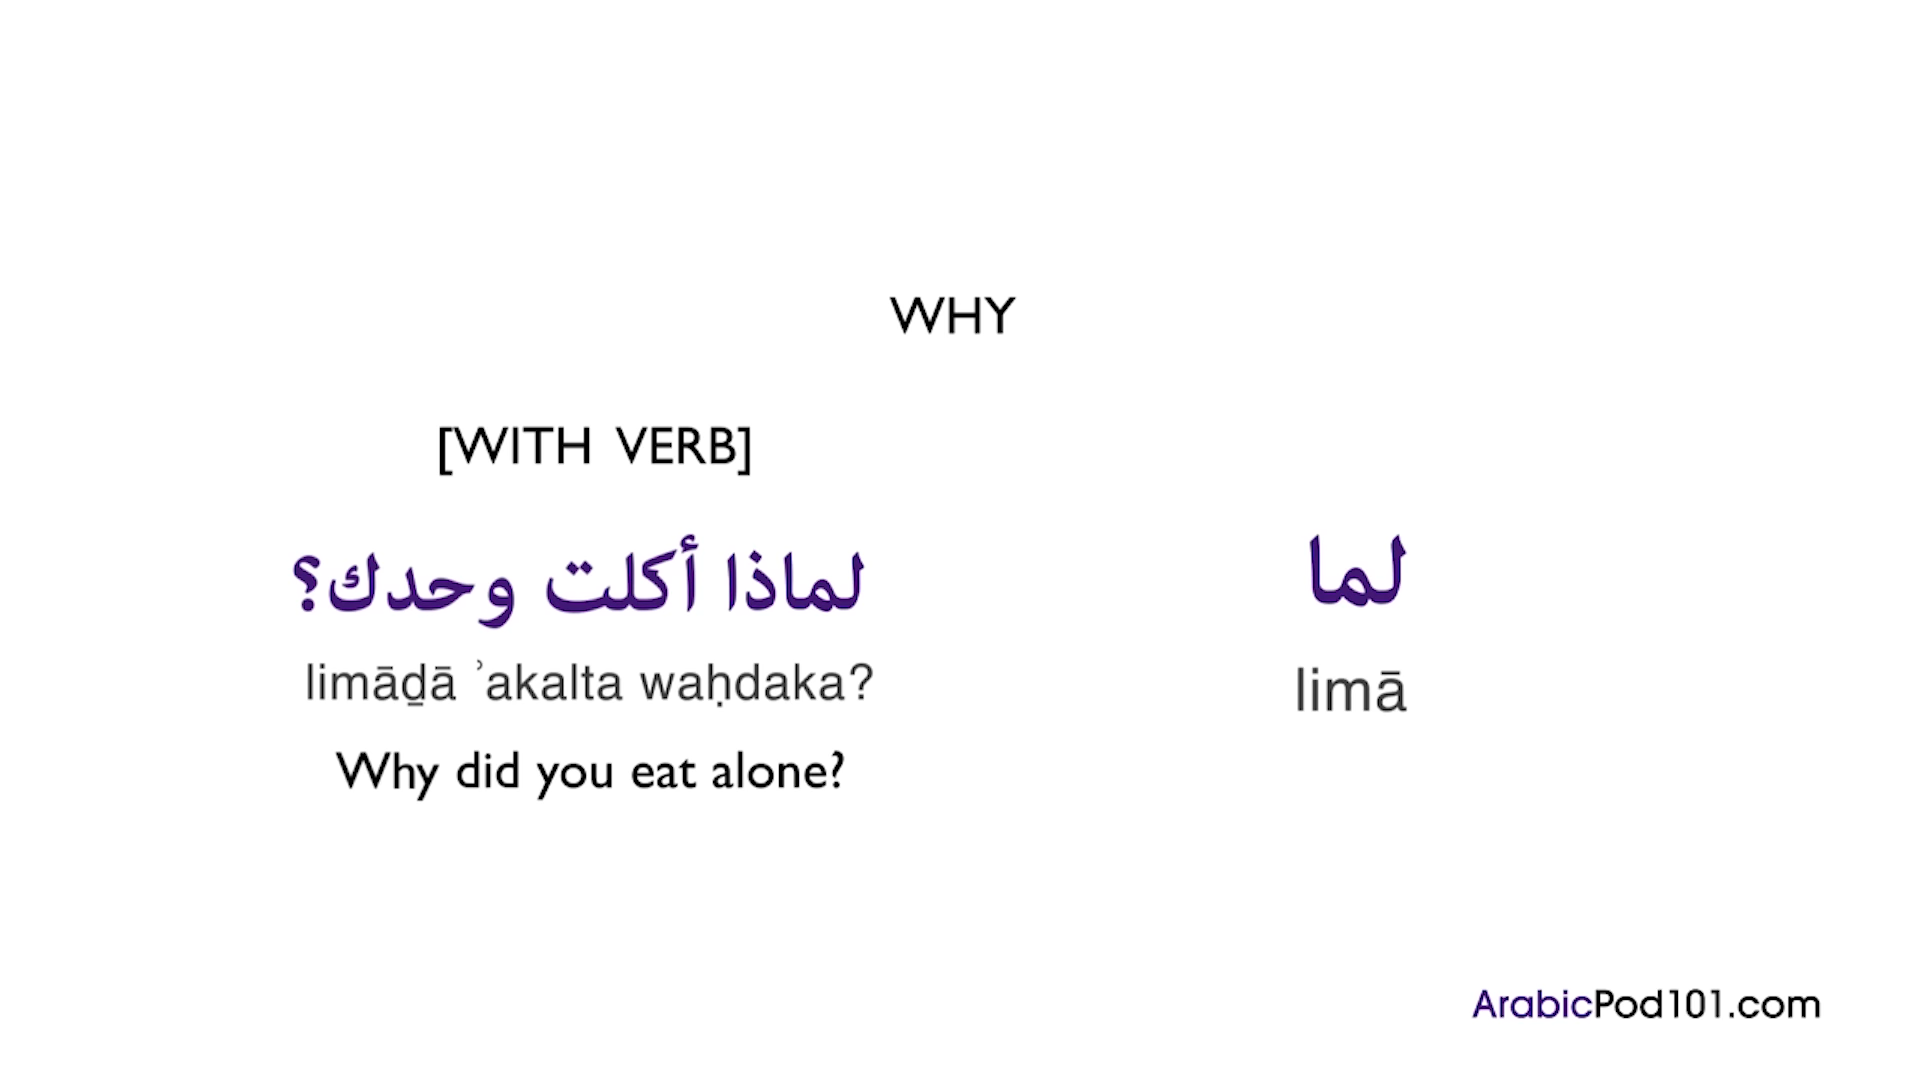 WHY
[WITH VERB]
لماذا أكلت وحدك؟
limāḏā ʾakalta waḥdaka?
Why did you eat alone?
لما
limā
ArabicPod101.com